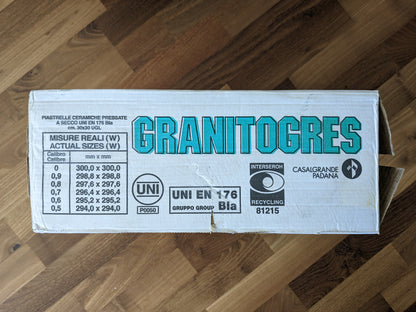 PIASTRELLE CERAMICHE PRESSATE
A SECCO UNI EN 176 BIa
cm. 30x30 UGL
MISURE REALI (W)
ACTUAL SIZES (W)
Calibro
Calibre
mm x mm
0 300,0 x 300,0
0,9 298,8 x 298,8
0,8 297,6 x 297,6
0,7 296,4 x 296,4
0,6 295,2 x 295,2
0,5 294,0 x 294,0
GRANITOGRES
UNI
P0050
UNI EN 176
GRUPPO GROUP BIa
INTERSEROH
RECYCLING
81215
CASALGRANDE
PADANA